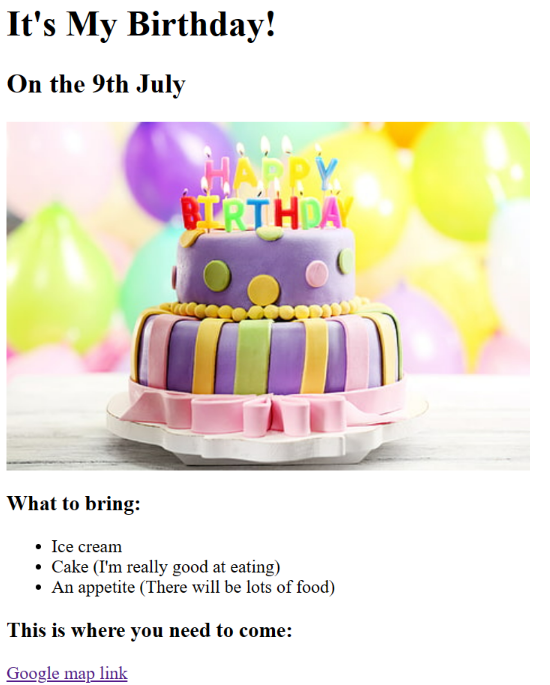 It's My Birthday!
On the 9th July
HAPPY
BIRTHDAY
What to bring:
Ice cream
Cake (I'm really good at eating)
An appetite (There will be lots of food)
This is where you need to come:
Google map link